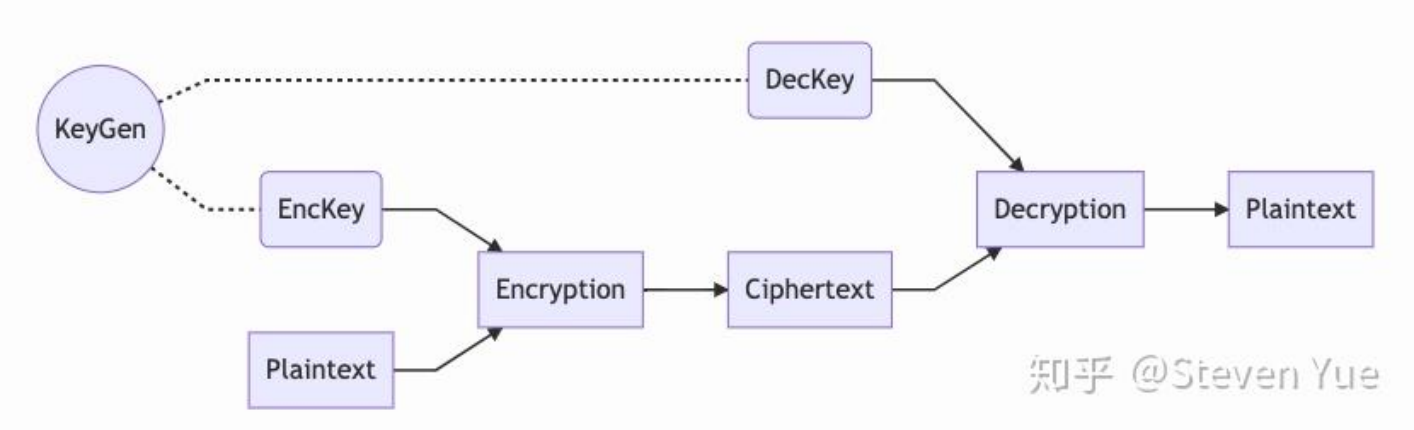 DecKey
KeyGen
EncKey
Decryption
Plaintext
Encryption
Ciphertext
Plaintext
知乎 @Steven Yue